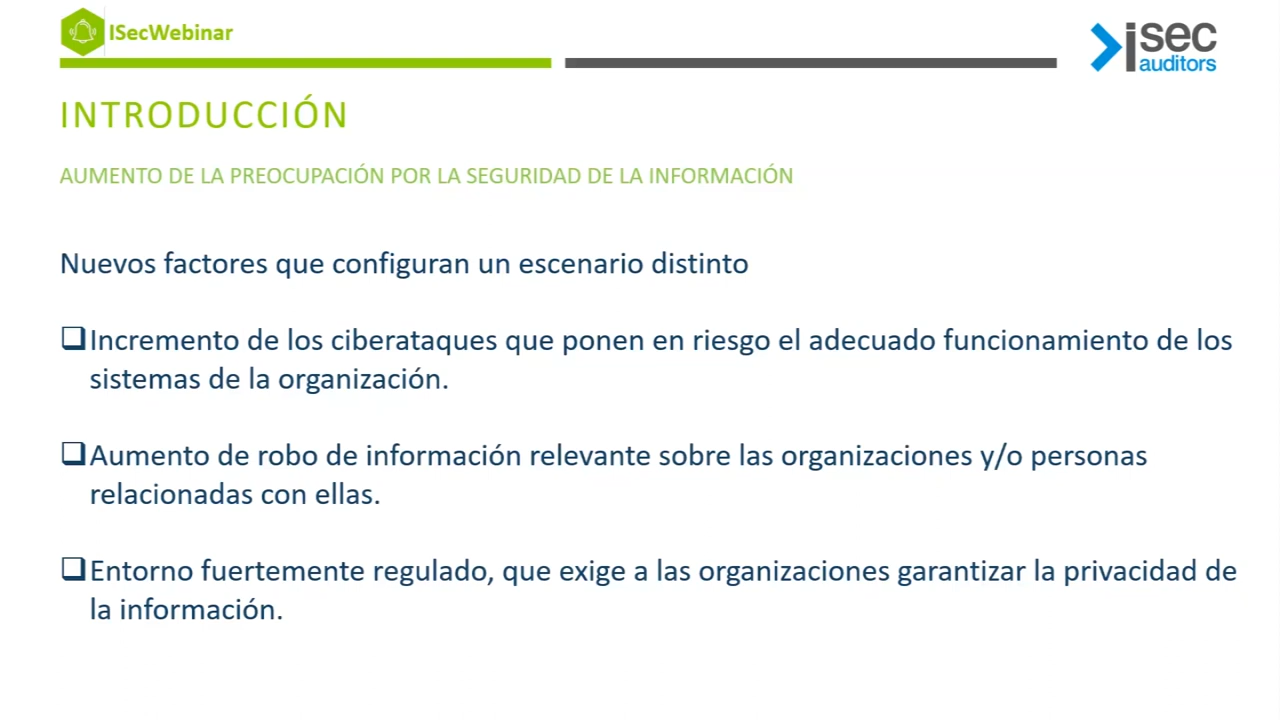 ISecWebinar
isec
auditors
INTRODUCCIÓN
AUMENTO DE LA PREOCUPACIÓN POR LA SEGURIDAD DE LA INFORMACIÓN
Nuevos factores que configuran un escenario distinto
❑Incremento de los ciberataques que ponen en riesgo el adecuado funcionamiento de los
sistemas de la organización.
❑Aumento de robo de información relevante sobre las organizaciones y/o personas
relacionadas con ellas.
❑Entorno fuertemente regulado, que exige a las organizaciones garantizar la privacidad de
la información.